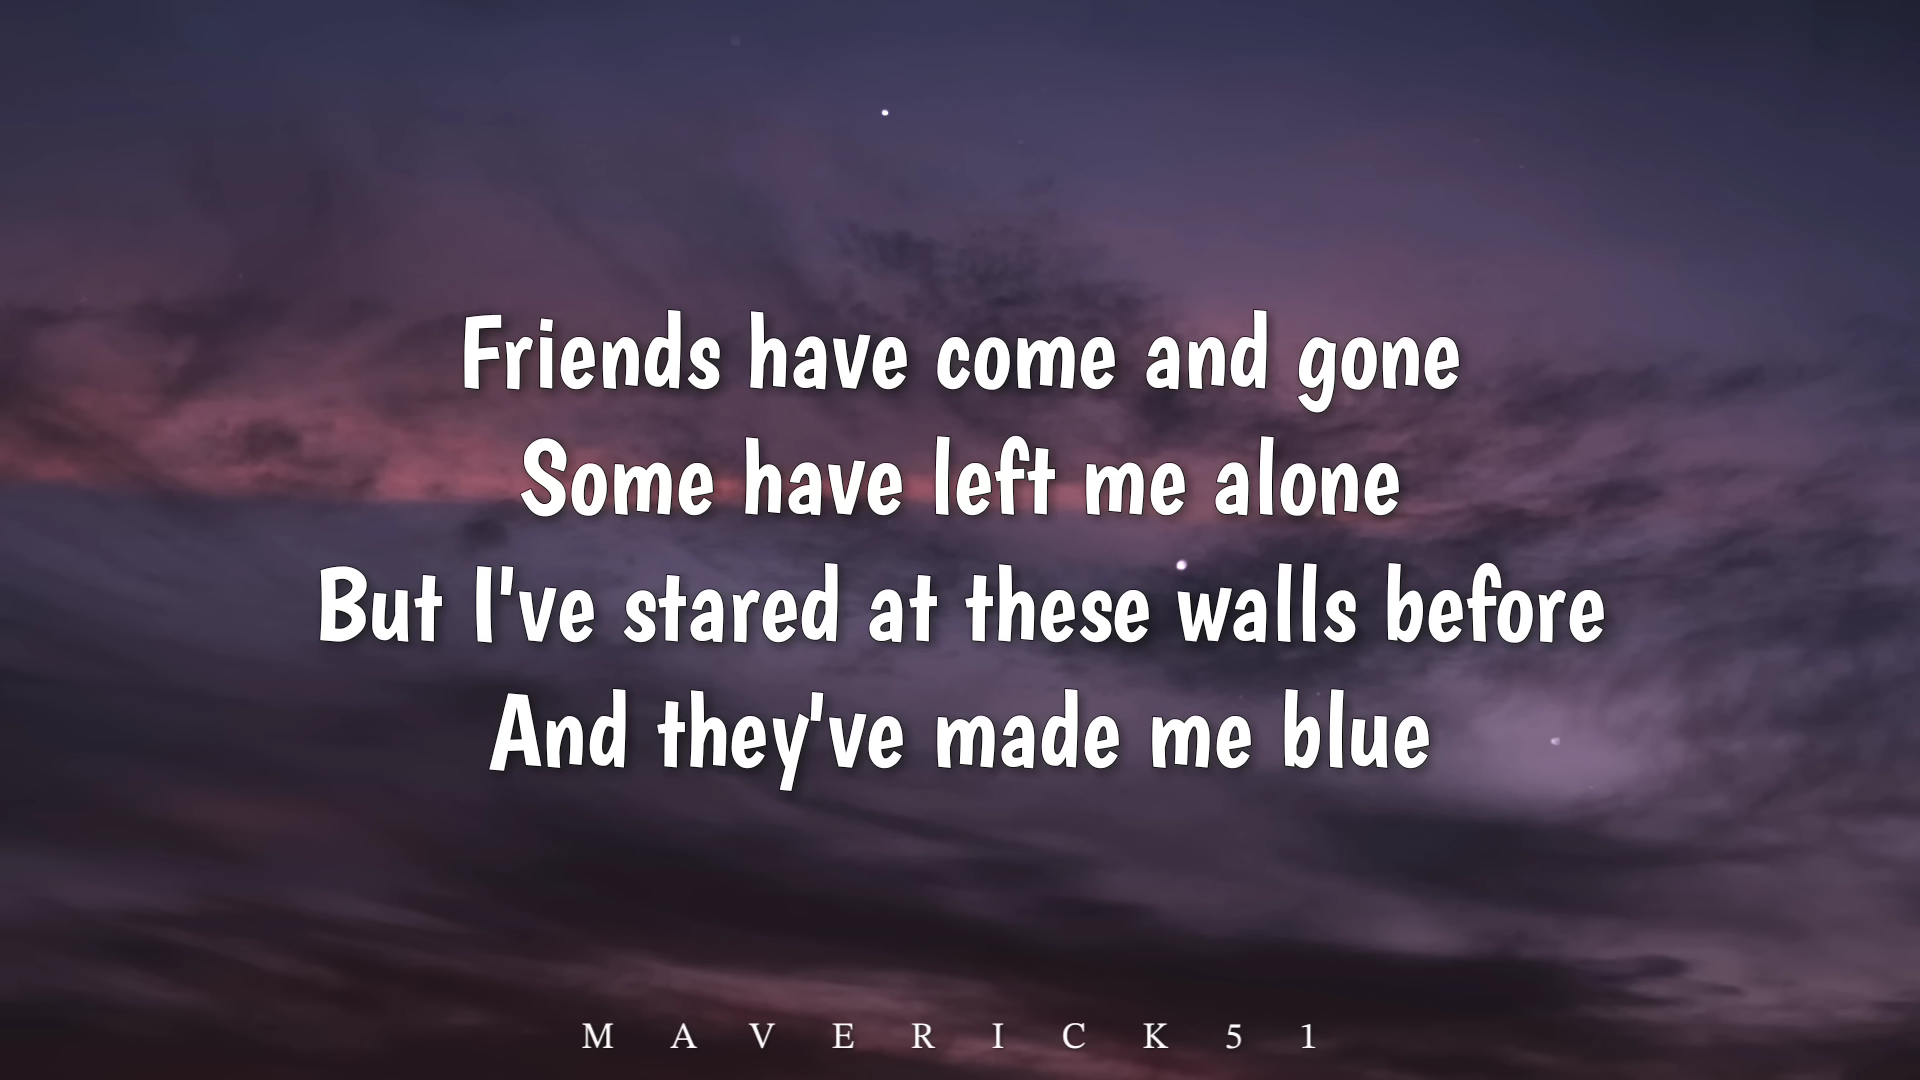 Friends have come and gone
Some have left me alone
But I've stared at these walls before
And they've made me blue
MAVERICK51